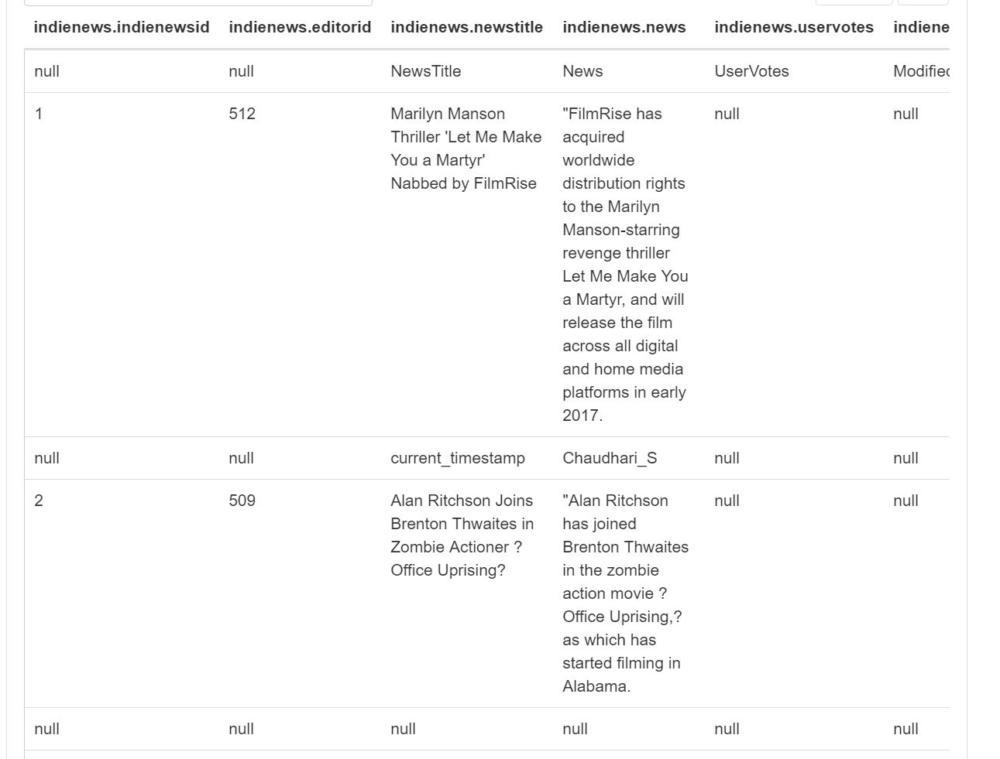 indienews.indienewsid indienews.editorid indienews.newstitle indienews.news indienews.uservotes indiene
null null NewsTitle News UserVotes Modified
1 512 Marilyn Manson "FilmRise has null null
Thriller 'Let Me Make acquired
You a Martyr' worldwide
Nabbed by FilmRise distribution rights
to the Marilyn
Manson-starring
revenge thriller
Let Me Make You
a Martyr, and will
release the film
across all digital
and home media
platforms in early
2017.
null null current_timestamp Chaudhari_S null null
2 509 Alan Ritchson Joins "Alan Ritchson null null
Brenton Thwaites in has joined
Zombie Actioner ? Brenton Thwaites
Office Uprising? in the zombie
action movie ?
Office Uprising,?
as which has
started filming in
Alabama.
null null null null null null